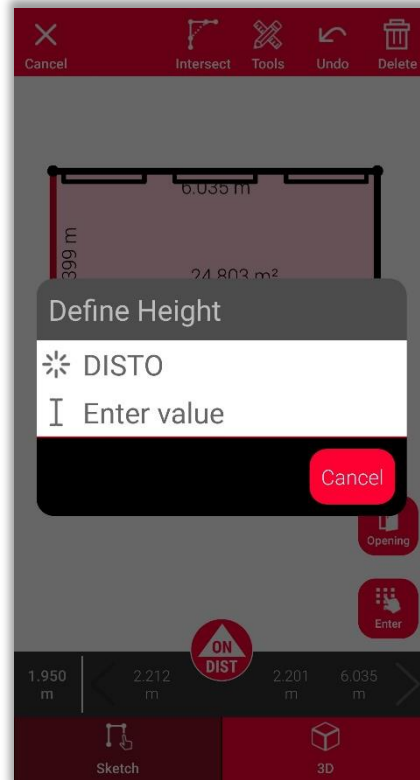 Cancel
Intersect
Tools
Undo
Delete
6.035 m
399 m
24.803 m²
Define Height
DISTO
Enter value
Cancel
Opening
Enter
ON
DIST
1.950 m
2.212 m
2.201 m
6.035 m
Sketch
3D